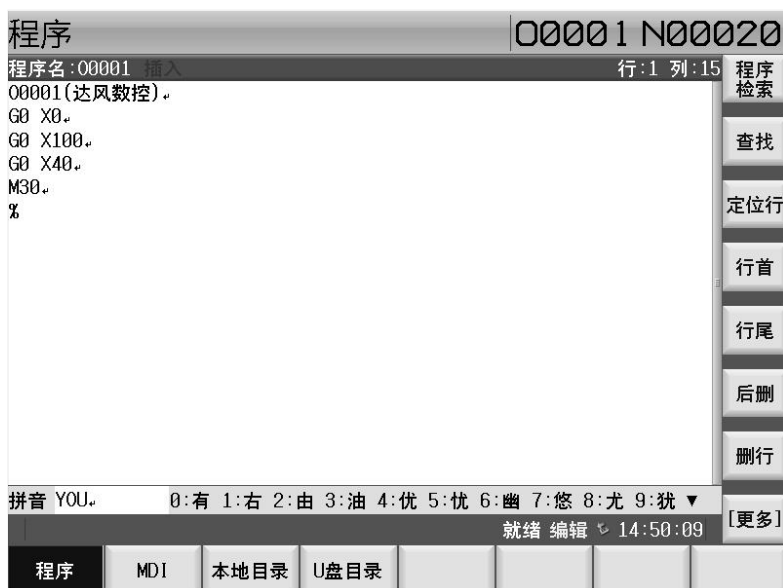 程序 O0001 N00020
程序名:O0001 插入 行:1 列:15
O0001(达风数控)↵
G0 X0↵
G0 X100↵
G0 X40↵
M30↵
%
程序检索
查找
定位行
行首
行尾
后删
删行
[更多]
拼音 YOU↵ 0:有 1:右 2:由 3:油 4:优 5:忧 6:幽 7:悠 8:尤 9:犹 ▼
就绪 编辑 14:50:09
程序 MDI 本地目录 U盘目录